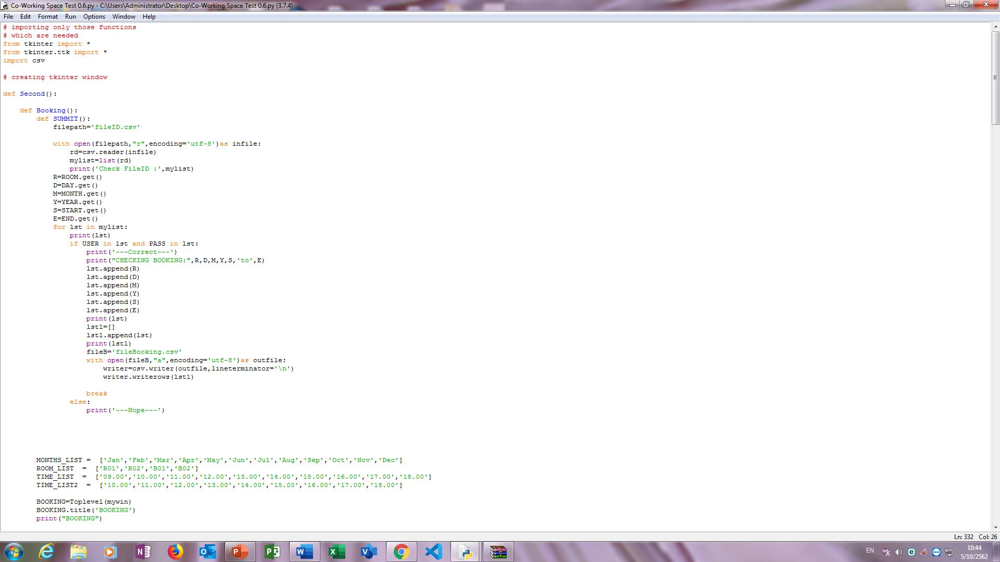 Co-Working Space Test 0.6.py - C:\Users\Administrator\Desktop\Co-Working Space Test 0.6.py (3.7.4)
File Edit Format Run Options Window Help
# importing only those functions
# which are needed
from tkinter import *
from tkinter.ttk import *
import csv
# creating tkinter window
def Second():
def Booking():
def SUMMIT():
filepath='fileID.csv'
with open(filepath,"r",encoding='utf-8')as infile:
rd=csv.reader(infile)
mylist=list(rd)
print('Check FileID :',mylist)
R=ROOM.get()
D=DAY.get()
M=MONTH.get()
Y=YEAR.get()
S=START.get()
E=END.get()
for lst in mylist:
print(lst)
if USER in lst and PASS in lst:
print('---Correct---')
print("CHECKING BOOKING:",R,D,M,Y,S,'to',E)
lst.append(R)
lst.append(D)
lst.append(M)
lst.append(Y)
lst.append(S)
lst.append(E)
print(lst)
lst1=[]
lst1.append(lst)
print(lst1)
fileB='fileBooking.csv'
with open(fileB,"a",encoding='utf-8')as outfile:
writer=csv.writer(outfile,lineterminator='\n')
writer.writerows(lst1)
break
else:
print('---Nope---')
MONTHS_LIST =  ['Jan','Feb','Mar','Apr','May','Jun','Jul','Aug','Sep','Oct','Nov','Dec']
ROOM_LIST  =  ['R01','R02','B01','B02']
TIME_LIST  =  ['09.00','10.00','11.00','12.00','13.00','14.00','15.00','16.00','17.00','18.00']
TIME_LIST2  =  ['10.00','11.00','12.00','13.00','14.00','15.00','16.00','17.00','18.00']
BOOKING=Toplevel(mywin)
BOOKING.title('BOOKING')
print("BOOKING")
Ln: 332 Col: 26
EN
10:44
5/10/2562